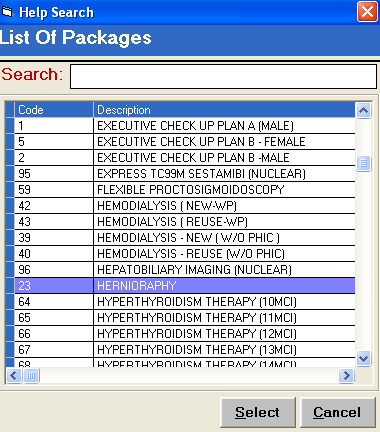 Help Search
List Of Packages
Search:
Code Description
1 EXECUTIVE CHECK UP PLAN A (MALE)
5 EXECUTIVE CHECK UP PLAN B - FEMALE
2 EXECUTIVE CHECK UP PLAN B -MALE
95 EXPRESS TC99M SESTAMIBI (NUCLEAR)
59 FLEXIBLE PROCTOSIGMOIDOSCOPY
42 HEMODIALYSIS ( NEW-WP)
43 HEMODIALYSIS ( REUSE-WP)
39 HEMODIALYSIS - NEW ( W/O PHIC )
40 HEMODIALYSIS - REUSE (W/O PHIC)
96 HEPATOBILIARY IMAGING (NUCLEAR)
23 HERNIORAPHY
64 HYPERTHYROIDISM THERAPY (10MCI)
65 HYPERTHYROIDISM THERAPY (11MCI)
66 HYPERTHYROIDISM THERAPY (12MCI)
67 HYPERTHYROIDISM THERAPY (13MCI)
68 HYPERTHYROIDISM THERAPY (14MCI)
Select Cancel